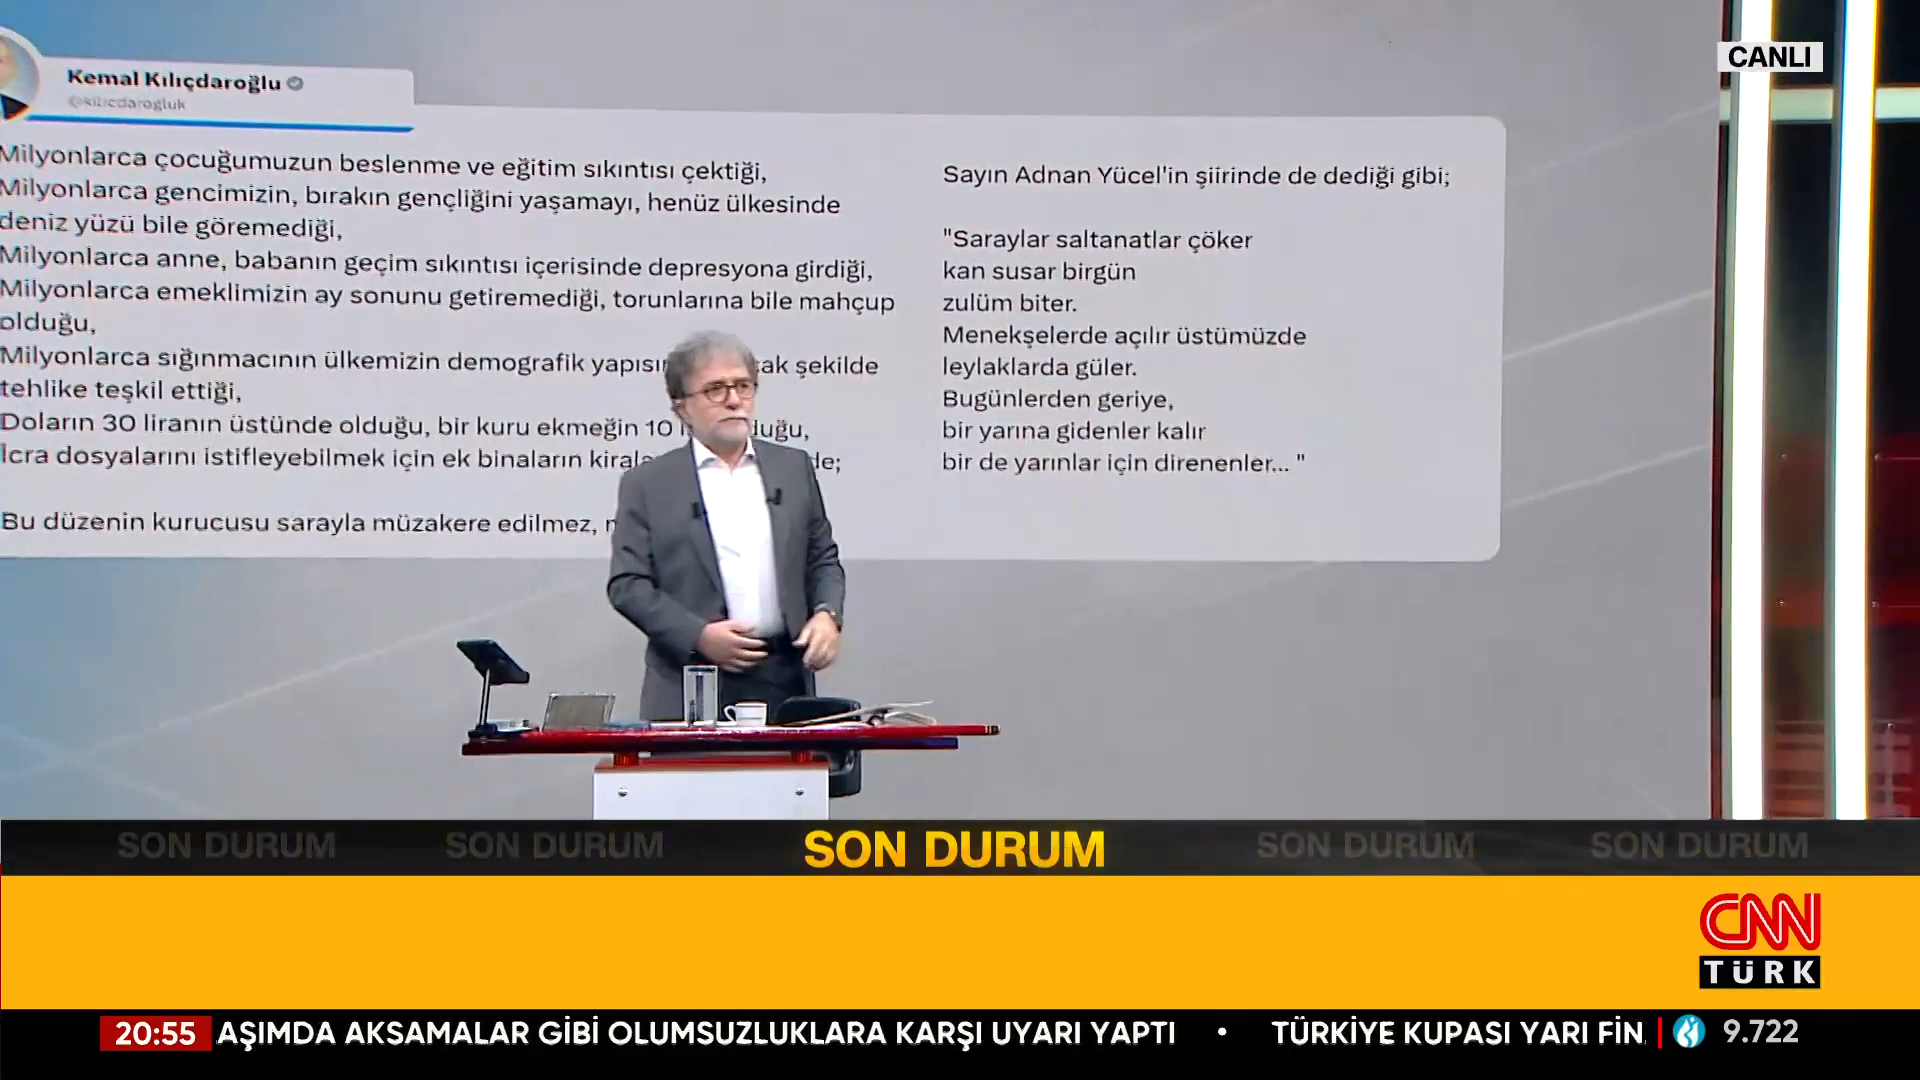 CANLI
Kemal Kılıçdaroğlu
@kilicdarogluk
Milyonlarca çocuğumuzun beslenme ve eğitim sıkıntısı çektiği,
Milyonlarca gencimizin, bırakın gençliğini yaşamayı, henüz ülkesinde
deniz yüzü bile göremediği,
Milyonlarca anne, babanın geçim sıkıntısı içerisinde depresyona girdiği,
Milyonlarca emeklimizin ay sonunu getiremediği, torunlarına bile mahçup
olduğu,
Milyonlarca sığınmacının ülkemizin demografik şekilde
tehlike teşkil ettiği,
Doların 30 liranın üstünde olduğu, bir kuru ekmeğin 10
İcra dosyalarını istifleyebilmek için ek binaların
Bu düzenin kurucusu sarayla müzakere edilmez,
Sayın Adnan Yücel'in şiirinde de dediği gibi;
"Saraylar saltanatlar çöker
kan susar birgün
zulüm biter.
Menekşelerde açılır üstümüzde
leylaklarda güler.
Bugünlerden geriye,
bir yarına gidenler kalır
bir de yarınlar için direnenler... "
SON DURUM SON DURUM SON DURUM SON DURUM SON DURUM
CNN
TÜRK
20:55 AŞIMDA AKSAMALAR GİBİ OLUMSUZLUKLARA KARŞI UYARI YAPTI • TÜRKİYE KUPASI YARI FİN 9.722